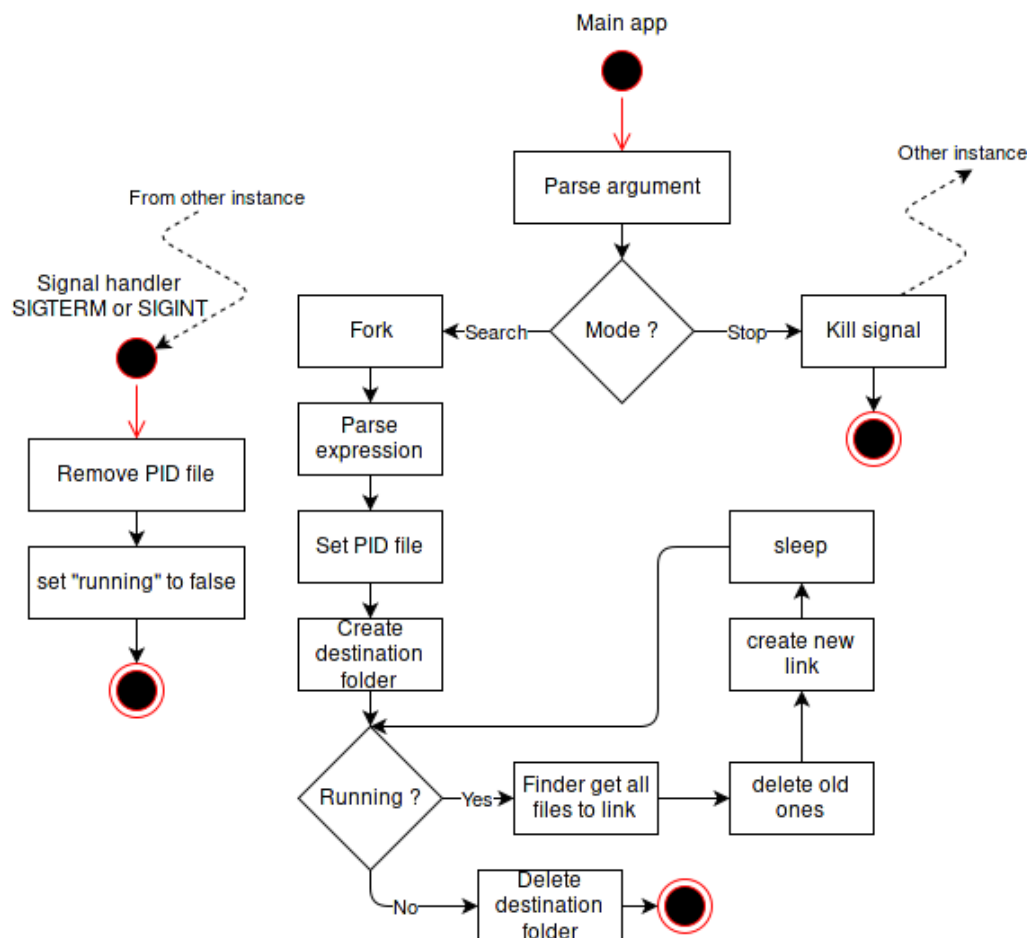 Main app
Parse argument
Other instance
From other instance
Signal handler
SIGTERM or SIGINT
Fork
Search
Mode ?
Stop
Kill signal
Parse
expression
Remove PID file
Set PID file
sleep
set "running" to false
Create
destination
folder
create new
link
Running ?
Yes
Finder get all
files to link
delete old
ones
No
Delete
destination
folder